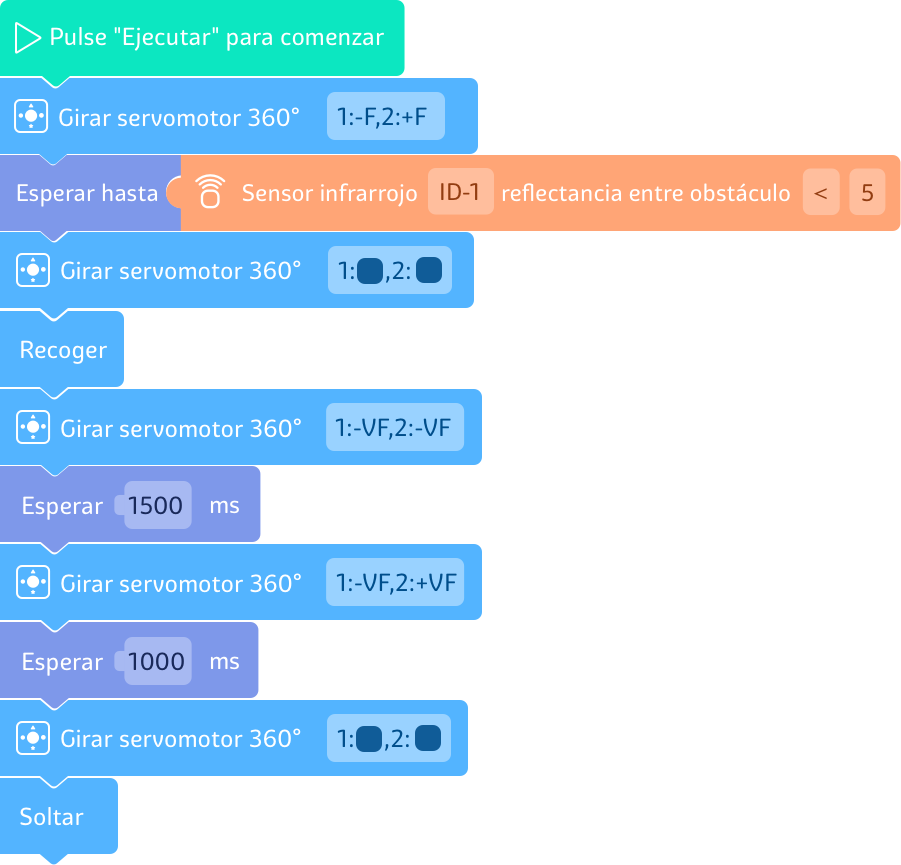 Pulse "Ejecutar" para comenzar
Girar servomotor 360° 1:-F,2:+F
Esperar hasta Sensor infrarrojo ID-1 reflectancia entre obstáculo < 5
Girar servomotor 360° 1: ,2:
Recoger
Girar servomotor 360° 1:-VF,2:-VF
Esperar 1500 ms
Girar servomotor 360° 1:-VF,2:+VF
Esperar 1000 ms
Girar servomotor 360° 1: ,2:
Soltar